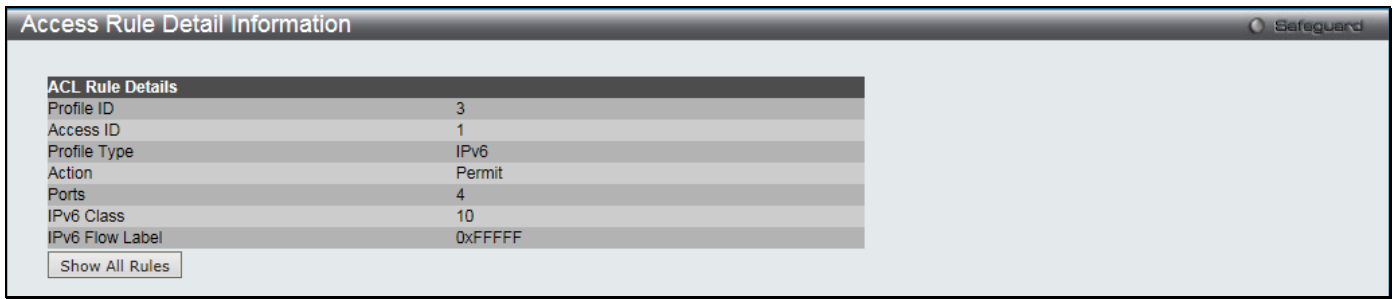 Access Rule Detail Information
Safeguard
ACL Rule Details
Profile ID 3
Access ID 1
Profile Type IPv6
Action Permit
Ports 4
IPv6 Class 10
IPv6 Flow Label 0xFFFFF
Show All Rules